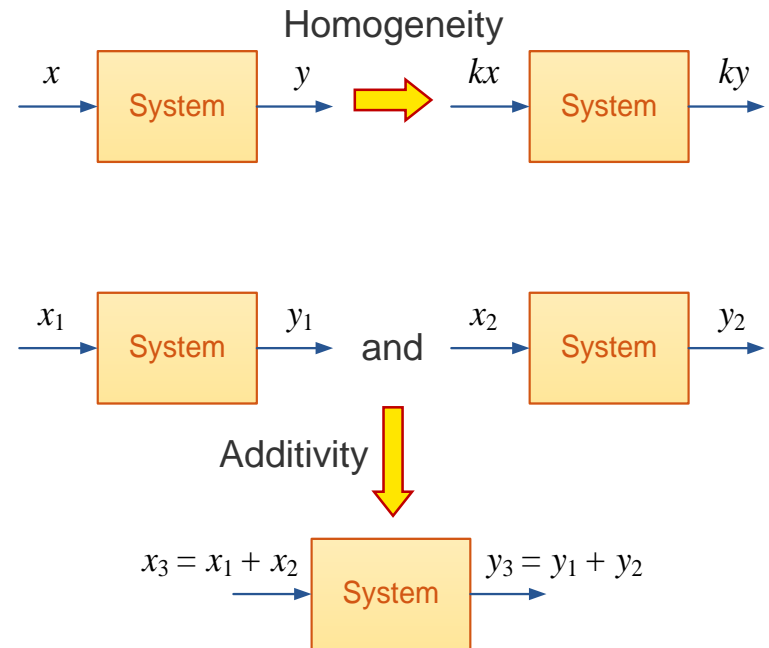 Homogeneity
x System y kx System ky
x₁ System y₁ and x₂ System y₂
Additivity
x₃ = x₁ + x₂ System y₃ = y₁ + y₂